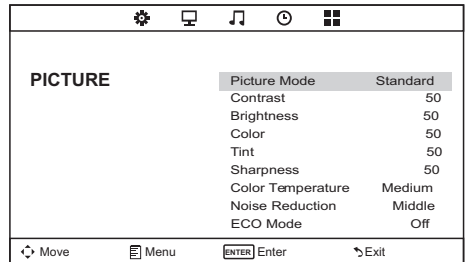 PICTURE
Picture Mode Standard
Contrast 50
Brightness 50
Color 50
Tint 50
Sharpness 50
Color Temperature Medium
Noise Reduction Middle
ECO Mode Off
Move Menu ENTER Enter Exit